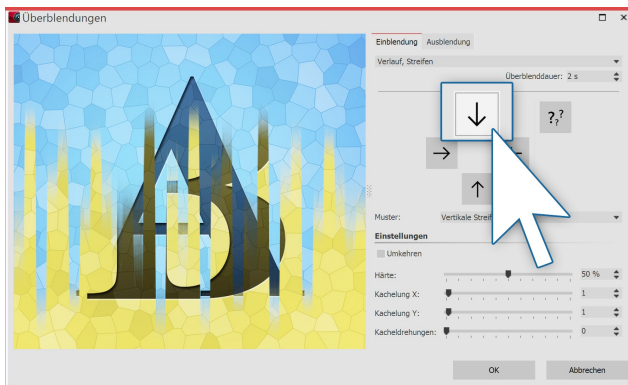 Überblendungen
Einblendung Ausblendung
Verlauf, Streifen
Überblenddauer: 2 s
???
Muster: Vertikale Streif
Einstellungen
Umkehren
Härte: 50 %
Kachelung X: 1
Kachelung Y: 1
Kacheldrehungen: 0
OK Abbrechen